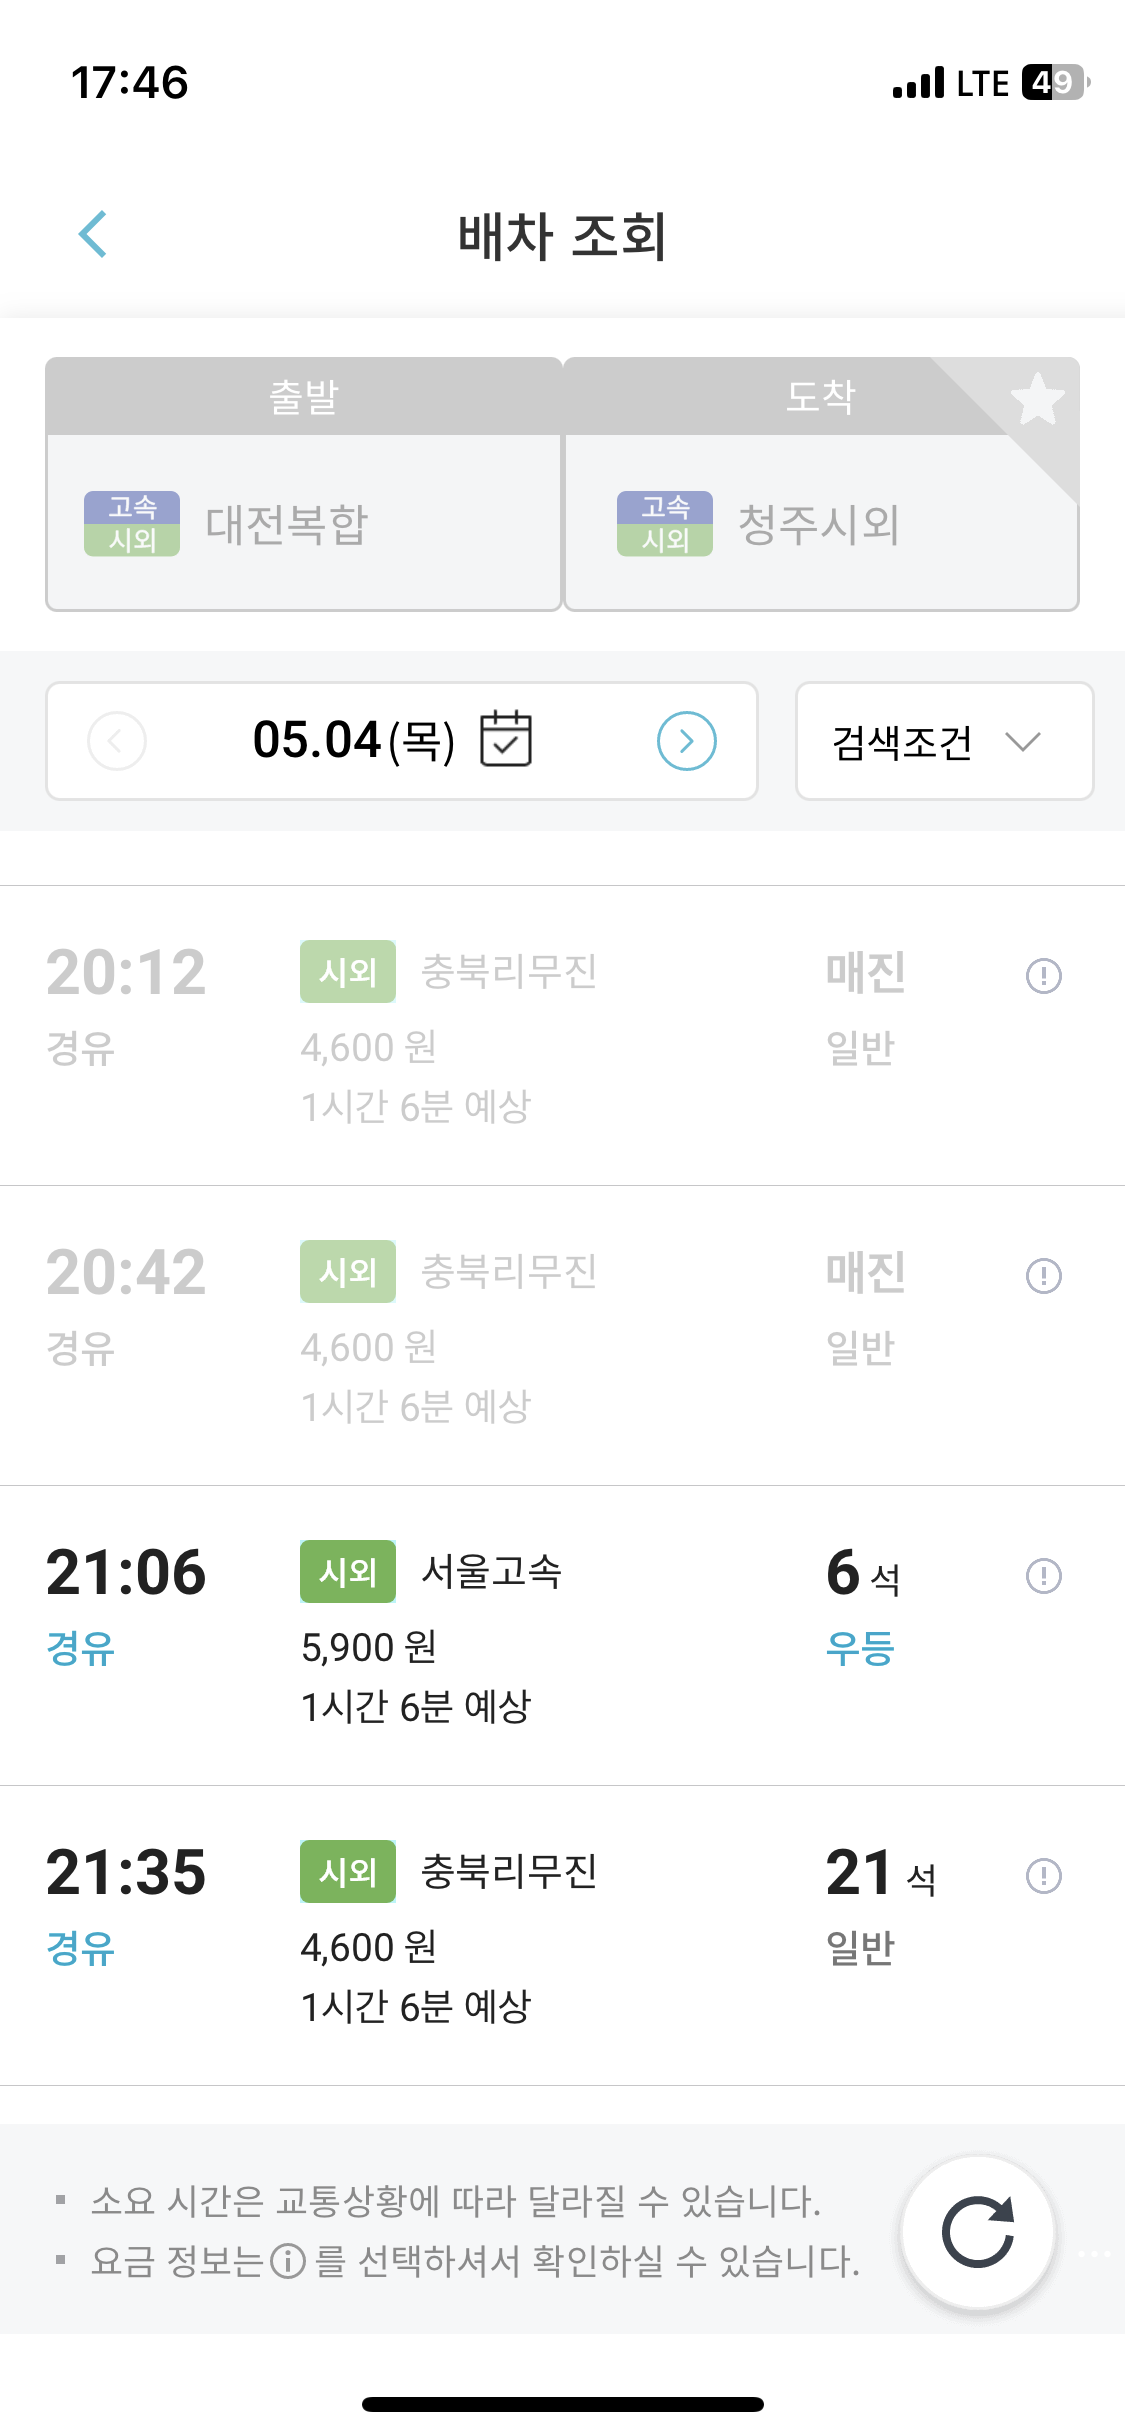 17:46 LTE 49
배차 조회
출발 도착
고속 시외 대전복합 고속 시외 청주시외
05.04(목) 검색조건
20:12 시외 충북리무진 매진
경유 4,600 원 일반
1시간 6분 예상
20:42 시외 충북리무진 매진
경유 4,600 원 일반
1시간 6분 예상
21:06 시외 서울고속 6 석
경유 5,900 원 우등
1시간 6분 예상
21:35 시외 충북리무진 21 석
경유 4,600 원 일반
1시간 6분 예상
▪ 소요 시간은 교통상황에 따라 달라질 수 있습니다.
▪ 요금 정보는ⓘ를 선택하셔서 확인하실 수 있습니다.